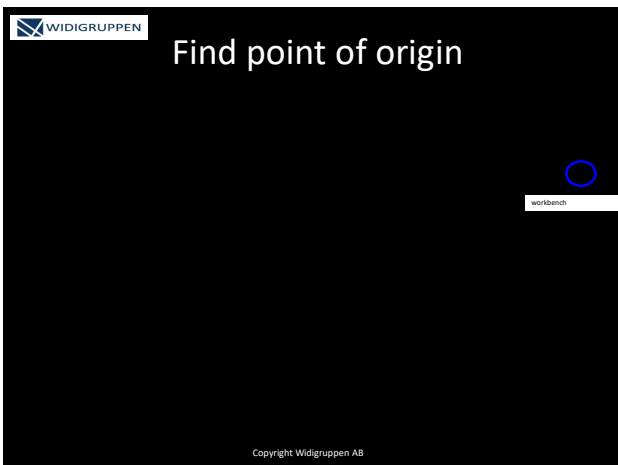 WIDIGRUPPEN
Find point of origin
workbench
Copyright Widigruppen AB